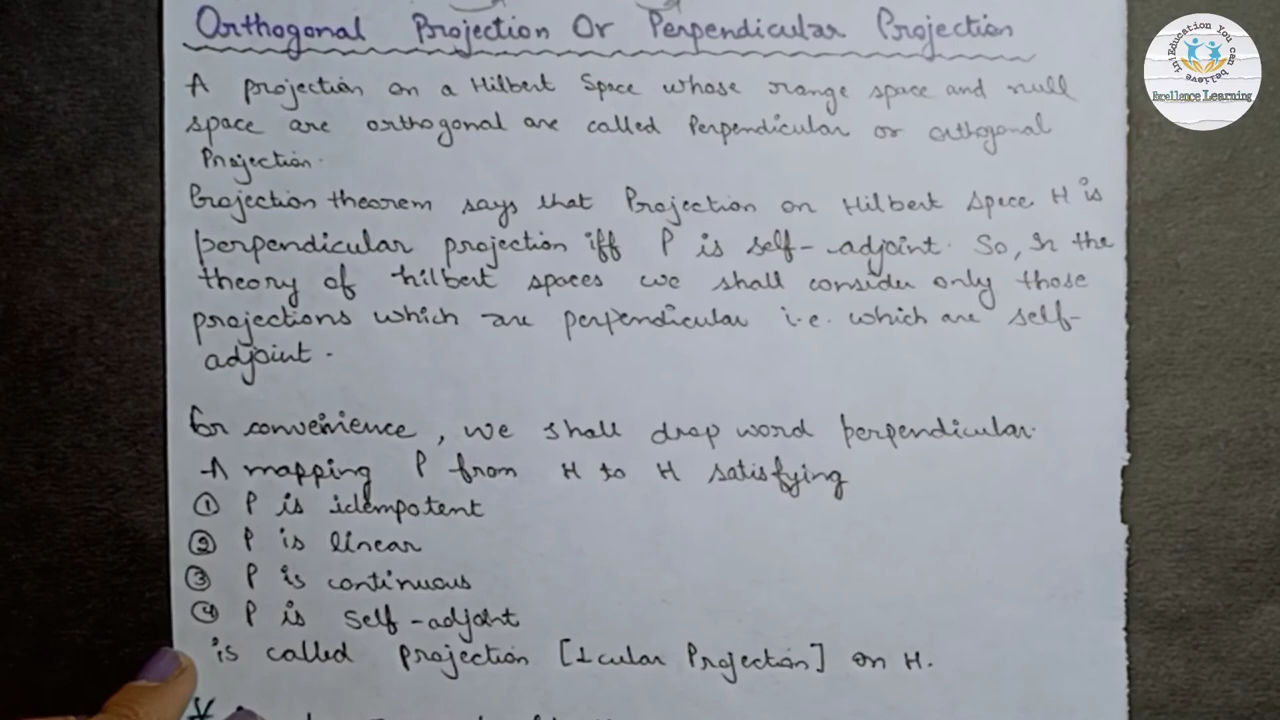 Orthogonal Projection Or Perpendicular Projection
A projection on a Hilbert Space whose range space and null
space are orthogonal are called Perpendicular or orthogonal
Projection.
Projection theorem says that Projection on Hilbert Space H is
perpendicular projection iff P is self-adjoint. So, In the
theory of hilbert spaces we shall consider only those
projections which are perpendicular i.e. which are self-
adjoint.
For convenience, we shall drop word perpendicular.
A mapping P from H to H satisfying
① P is idempotent
② P is linear
③ P is continuous
④ P is self-adjoint
is called projection [⊥cular Projection] on H.
Education You can believe in!
Excellence Learning